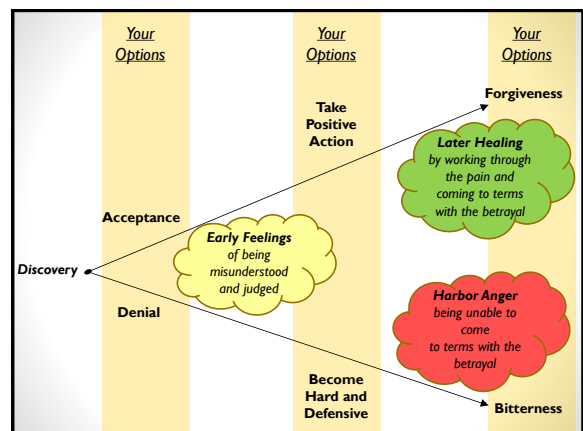 Your
Options
Your
Options
Your
Options
Forgiveness
Take
Positive
Action
Later Healing
by working through
the pain and
coming to terms
with the betrayal
Acceptance
Early Feelings
of being
misunderstood
and judged
Discovery
Denial
Harbor Anger
being unable to
come
to terms with the
betrayal
Become
Hard and
Defensive
Bitterness